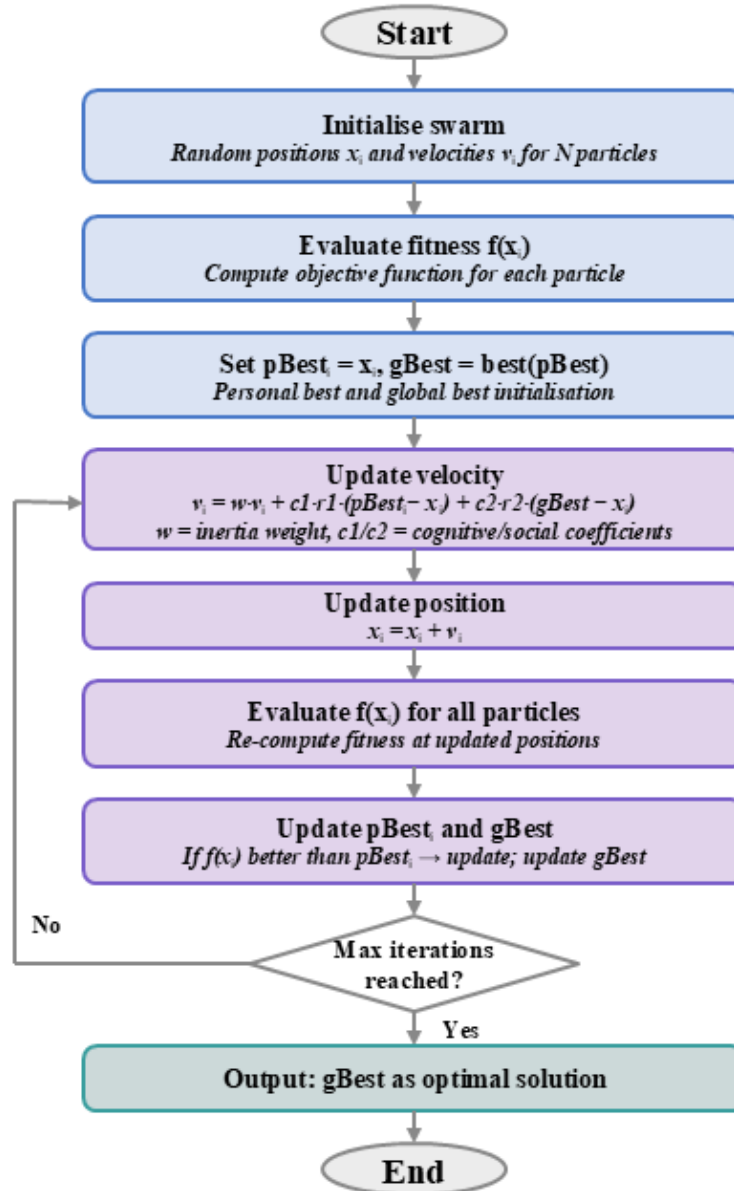 Start
Initialise swarm
Random positions xᵢ and velocities vᵢ for N particles
Evaluate fitness f(xᵢ)
Compute objective function for each particle
Set pBestᵢ = xᵢ, gBest = best(pBest)
Personal best and global best initialisation
Update velocity
vᵢ = w·vᵢ + c1·r1·(pBestᵢ − xᵢ) + c2·r2·(gBest − xᵢ)
w = inertia weight, c1/c2 = cognitive/social coefficients
Update position
xᵢ = xᵢ + vᵢ
Evaluate f(xᵢ) for all particles
Re-compute fitness at updated positions
Update pBestᵢ and gBest
If f(xᵢ) better than pBestᵢ → update; update gBest
No
Max iterations
reached?
Yes
Output: gBest as optimal solution
End